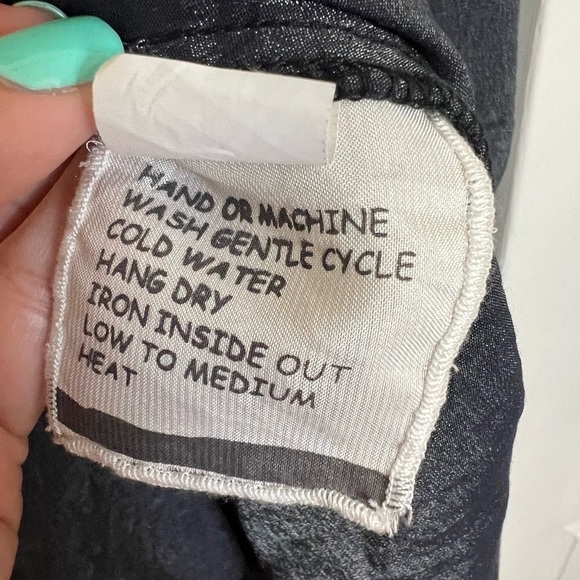 HAND OR MACHINE
WASH GENTLE CYCLE
COLD WATER
HANG DRY
IRON INSIDE OUT
LOW TO MEDIUM
HEAT